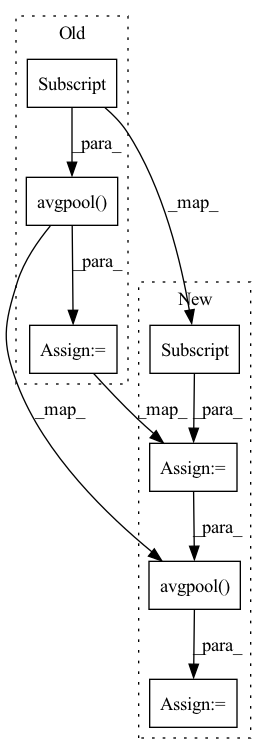 Old
Subscript
_para_
avgpool()
_map_
_para_
New
Assign:=
Subscript
_map_
_map_
_para_
Assign:=
_para_
avgpool()
_para_
Assign:=